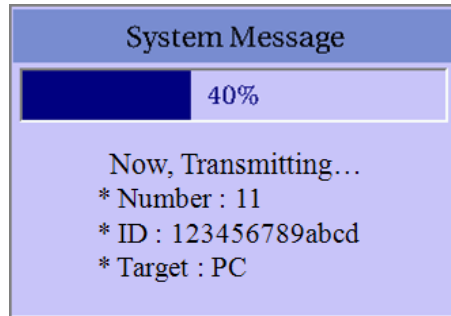 System Message
40%
Now, Transmitting…
* Number : 11
* ID : 123456789abcd
* Target : PC